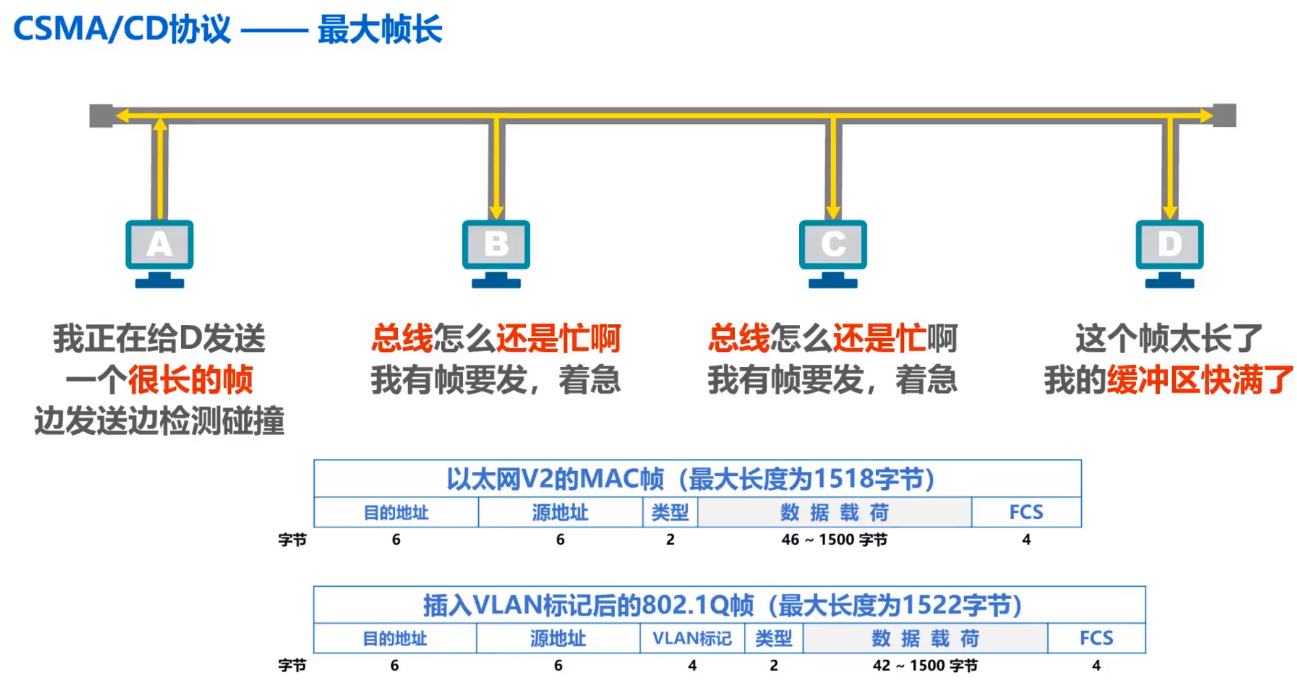 CSMA/CD协议 —— 最大帧长
A
B
C
D
我正在给D发送
一个很长的帧
边发送边检测碰撞
总线怎么还是忙啊
我有帧要发，着急
总线怎么还是忙啊
我有帧要发，着急
这个帧太长了
我的缓冲区快满了
以太网V2的MAC帧（最大长度为1518字节）
目的地址 源地址 类型 数 据 载 荷 FCS
字节 6 6 2 46 ~ 1500 字节 4
插入VLAN标记后的802.1Q帧（最大长度为1522字节）
目的地址 源地址 VLAN标记 类型 数 据 载 荷 FCS
字节 6 6 4 2 42 ~ 1500 字节 4